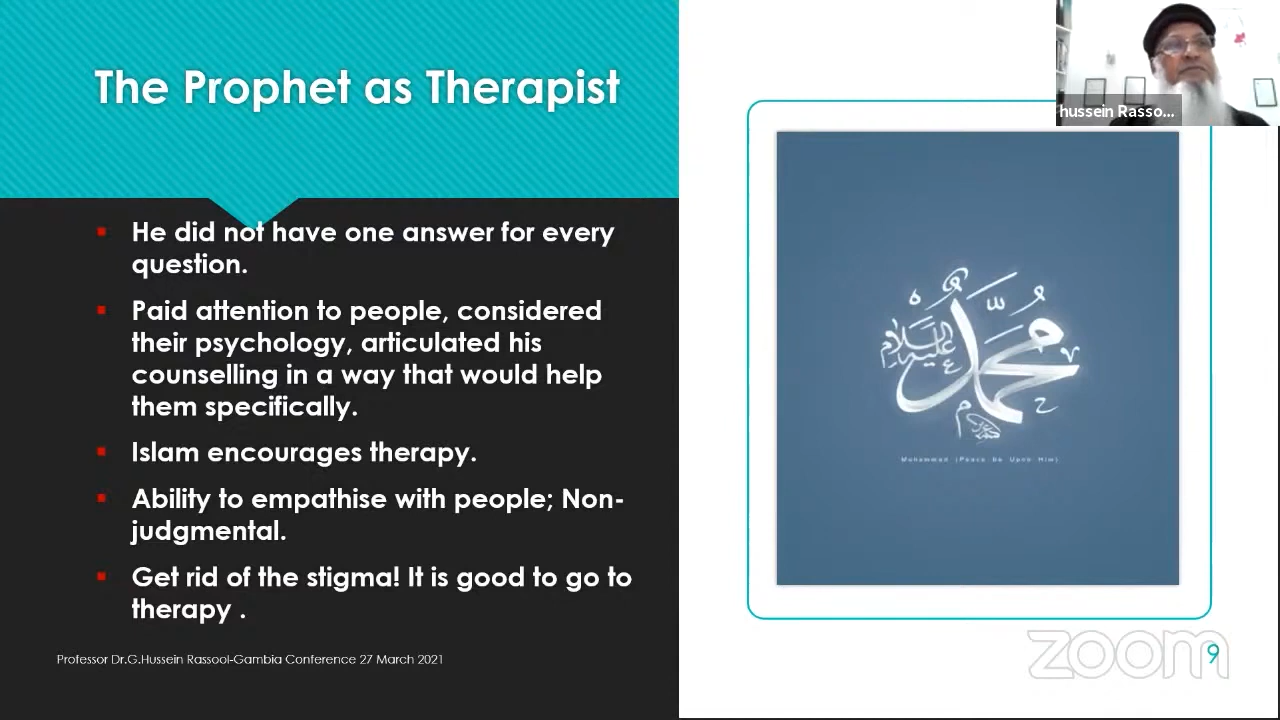 The Prophet as Therapist
He did not have one answer for every
question.
Paid attention to people, considered
their psychology, articulated his
counselling in a way that would help
them specifically.
Islam encourages therapy.
Ability to empathise with people; Non-
judgmental.
Get rid of the stigma! It is good to go to
therapy .
Professor Dr.G.Hussein Rassool-Gambia Conference 27 March 2021
hussein Rasso...
محمد
عليه السلام
Mohammad (Peace be Upon Him)
zoom
9